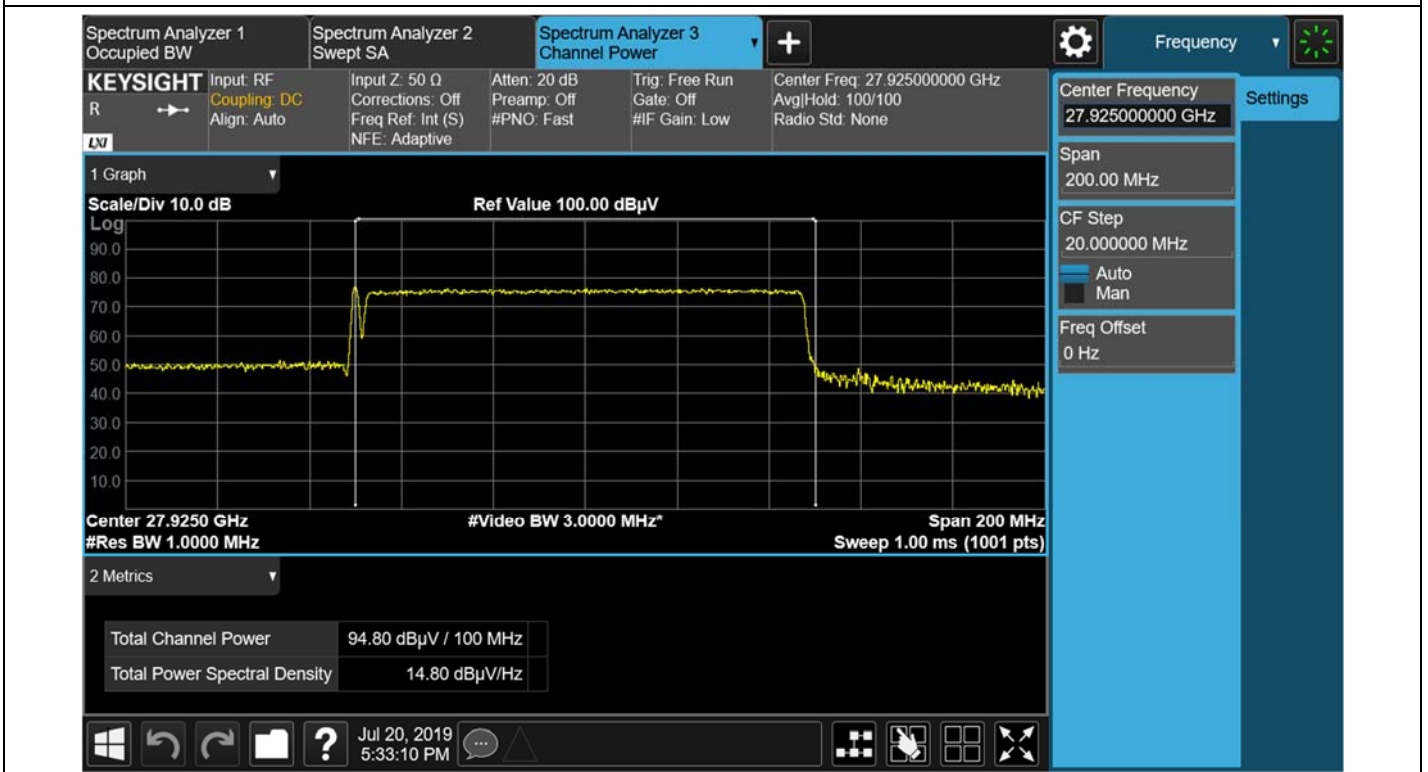 Spectrum Analyzer 1
Occupied BW
Spectrum Analyzer 2
Swept SA
Spectrum Analyzer 3
Channel Power
Frequency
KEYSIGHT
R
LXI
Input: RF
Coupling: DC
Align: Auto
Input Z: 50 Ω
Corrections: Off
Freq Ref: Int (S)
NFE: Adaptive
Atten: 20 dB
Preamp: Off
#PNO: Fast
Trig: Free Run
Gate: Off
#IF Gain: Low
Center Freq: 27.925000000 GHz
Avg|Hold: 100/100
Radio Std: None
Center Frequency
27.925000000 GHz
Settings
Span
200.00 MHz
CF Step
20.000000 MHz
Auto
Man
Freq Offset
0 Hz
1 Graph
Scale/Div 10.0 dB
Ref Value 100.00 dBµV
Log
90.0
80.0
70.0
60.0
50.0
40.0
30.0
20.0
10.0
Center 27.9250 GHz
#Video BW 3.0000 MHz*
Span 200 MHz
#Res BW 1.0000 MHz
Sweep 1.00 ms (1001 pts)
2 Metrics
Total Channel Power 94.80 dBµV / 100 MHz
Total Power Spectral Density 14.80 dBµV/Hz
?
Jul 20, 2019
5:33:10 PM